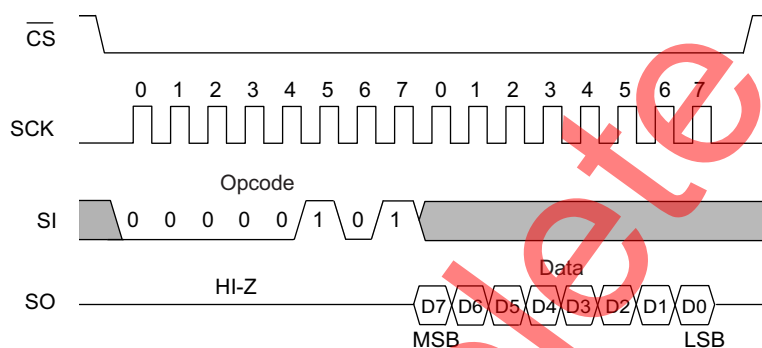 CS
0 1 2 3 4 5 6 7 0 1 2 3 4 5 6 7
SCK
Opcode
SI 0 0 0 0 0 1 0 1
HI-Z Data
SO D7 D6 D5 D4 D3 D2 D1 D0
MSB LSB
lete